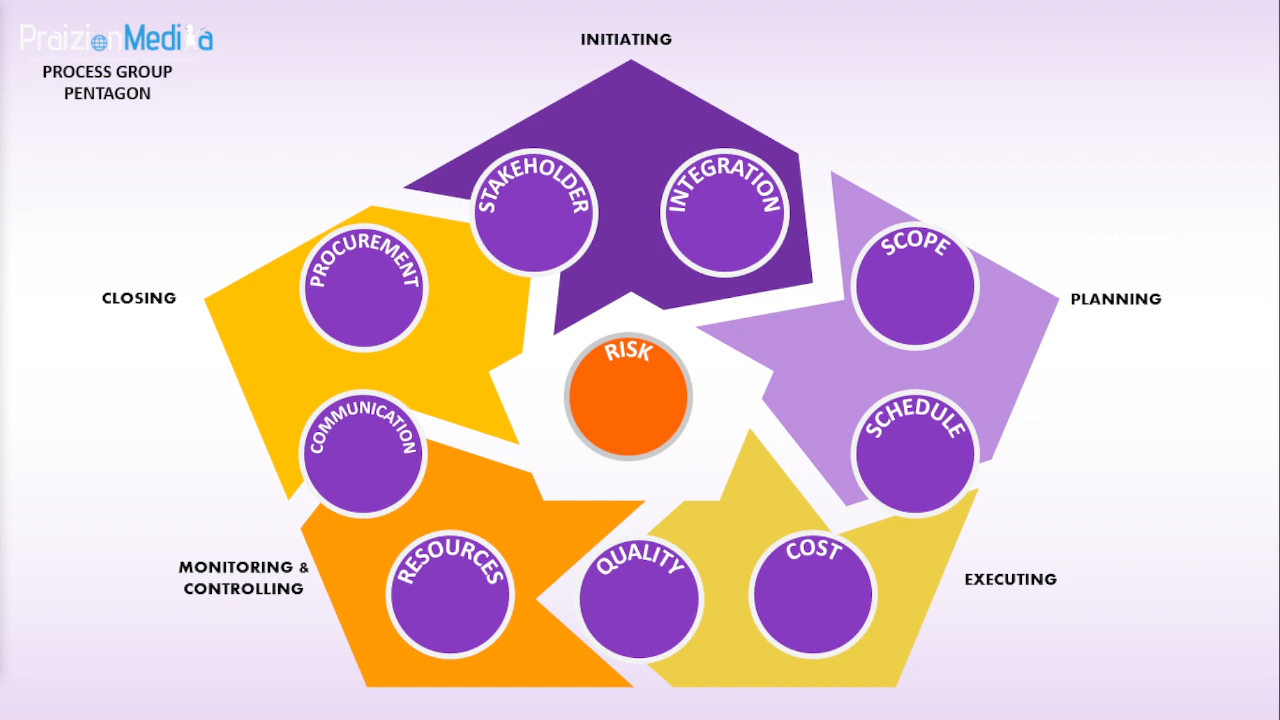 PraizionMedia
PROCESS GROUP
PENTAGON
INITIATING
STAKEHOLDER
INTEGRATION
PROCUREMENT
SCOPE
CLOSING
PLANNING
RISK
COMMUNICATION
SCHEDULE
MONITORING &
CONTROLLING
RESOURCES
QUALITY
COST
EXECUTING